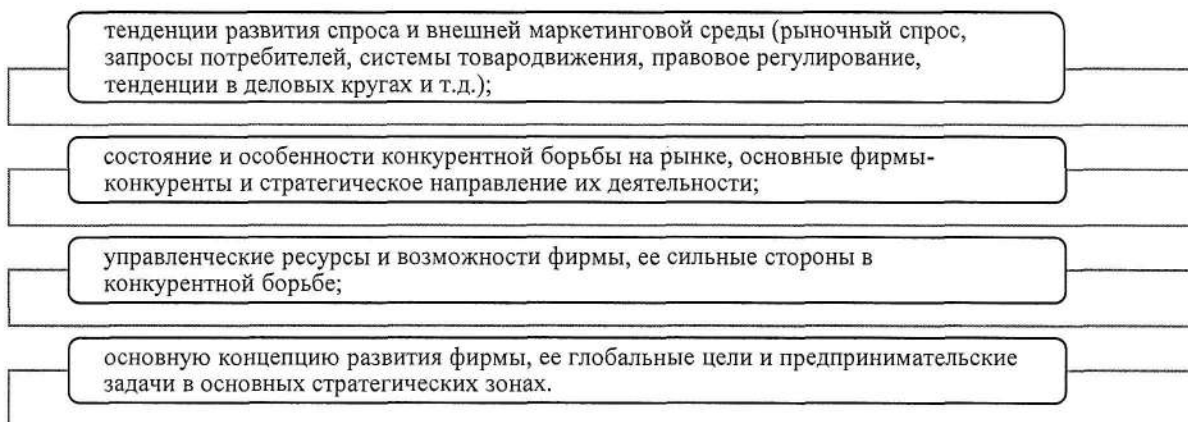 тенденции развития спроса и внешней маркетинговой среды (рыночный спрос,
запросы потребителей, системы товародвижения, правовое регулирование,
тенденции в деловых кругах и т.д.);
состояние и особенности конкурентной борьбы на рынке, основные фирмы-
конкуренты и стратегическое направление их деятельности;
управленческие ресурсы и возможности фирмы, ее сильные стороны в
конкурентной борьбе;
основную концепцию развития фирмы, ее глобальные цели и предпринимательские
задачи в основных стратегических зонах.